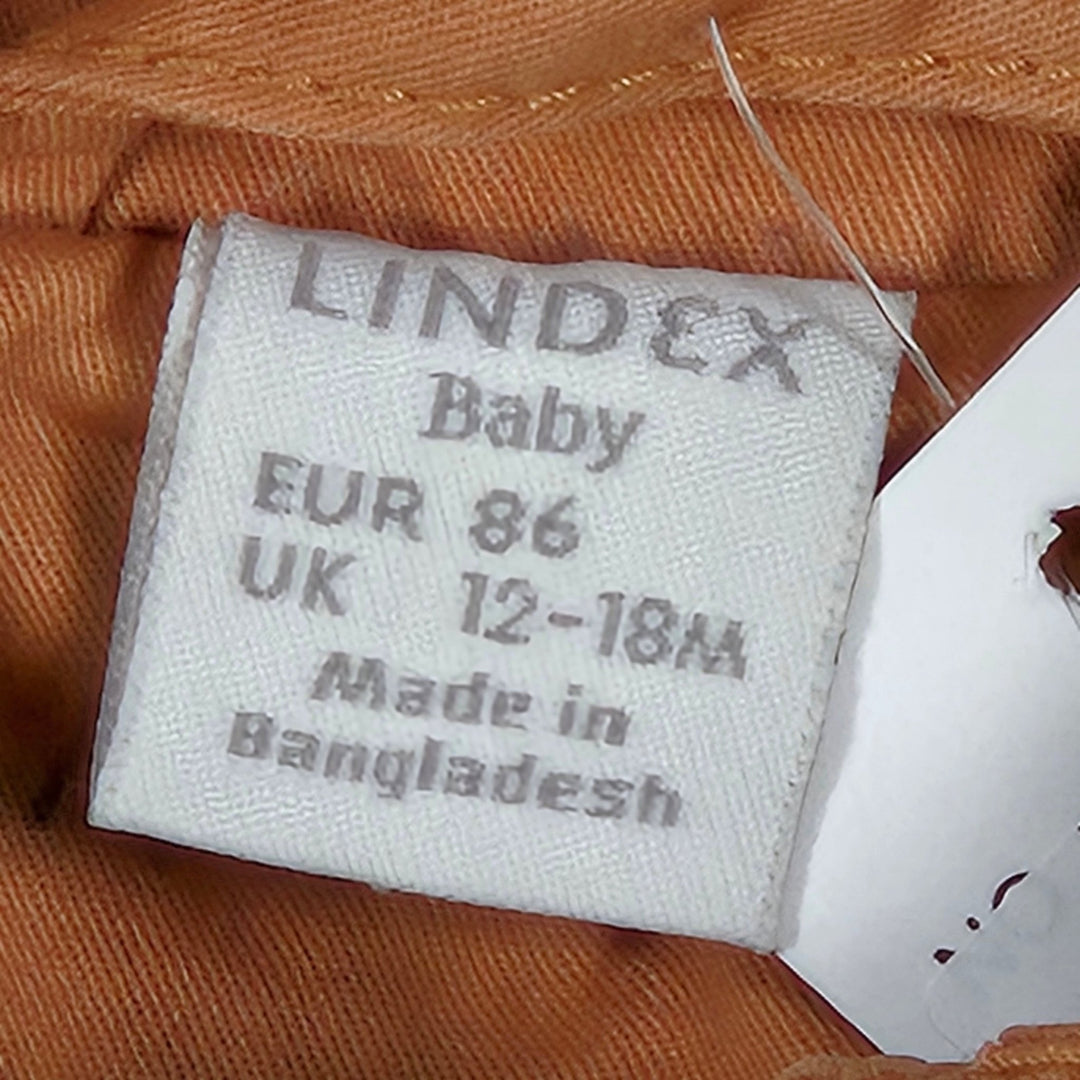 LINDEX
Baby
EUR 86
UK 12-18M
Made in
Bangladesh